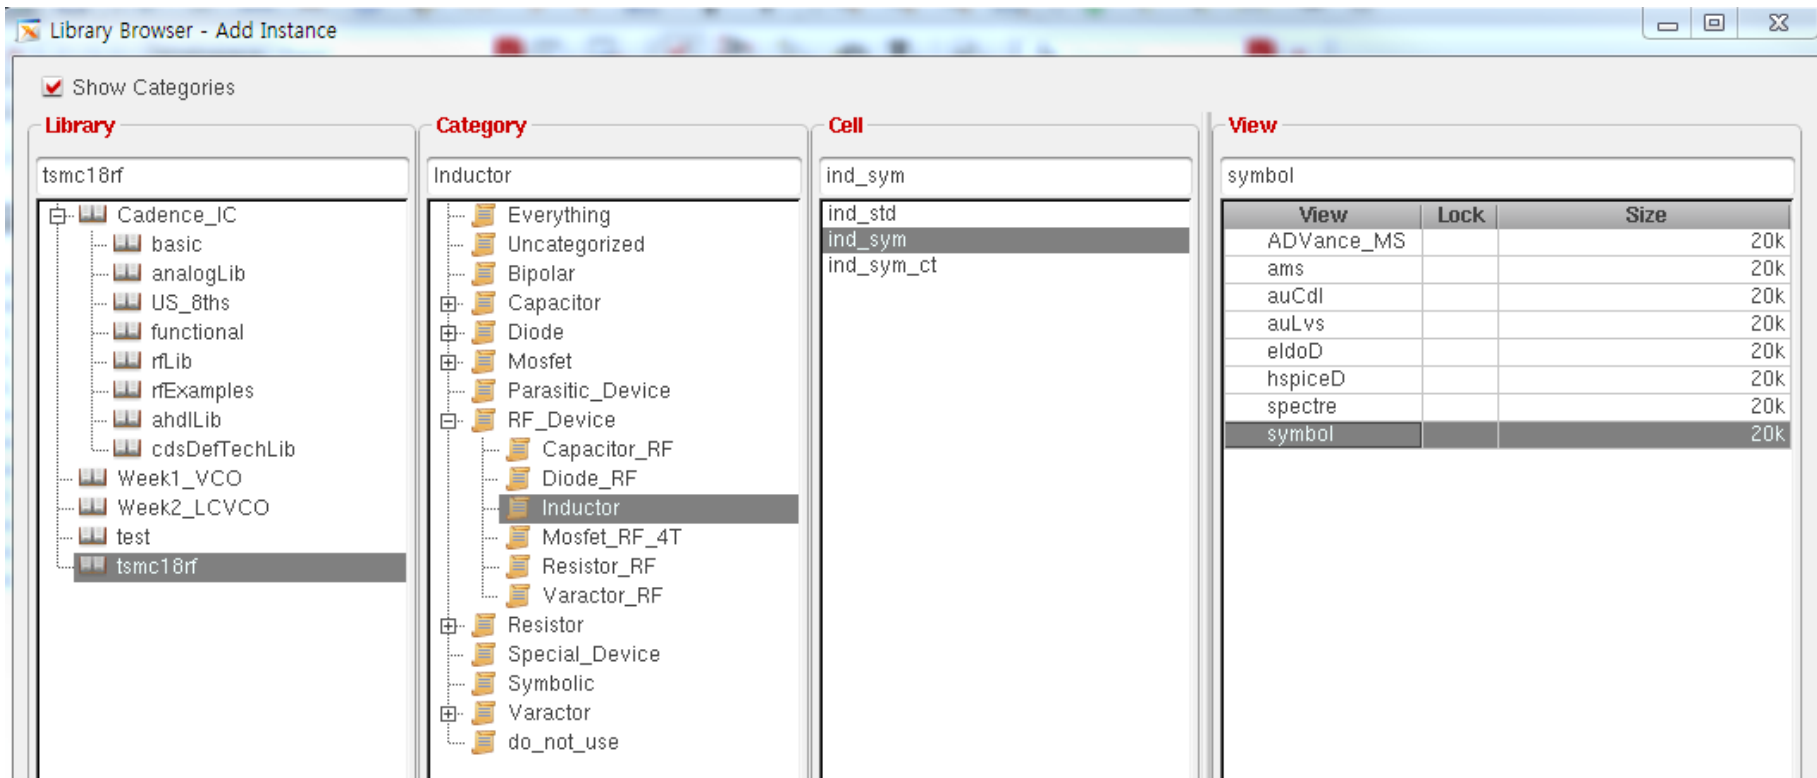 Library Browser - Add Instance
Show Categories
Library
tsmc18rf
Cadence_IC
basic
analogLib
US_8ths
functional
rfLib
rfExamples
ahdlLib
cdsDefTechLib
Week1_VCO
Week2_LCVCO
test
tsmc18rf
Category
Inductor
Everything
Uncategorized
Bipolar
Capacitor
Diode
Mosfet
Parasitic_Device
RF_Device
Capacitor_RF
Diode_RF
Inductor
Mosfet_RF_4T
Resistor_RF
Varactor_RF
Resistor
Special_Device
Symbolic
Varactor
do_not_use
Cell
ind_sym
ind_std
ind_sym
ind_sym_ct
View
symbol
View Lock Size
ADVance_MS 20k
ams 20k
auCdl 20k
auLvs 20k
eldoD 20k
hspiceD 20k
spectre 20k
symbol 20k